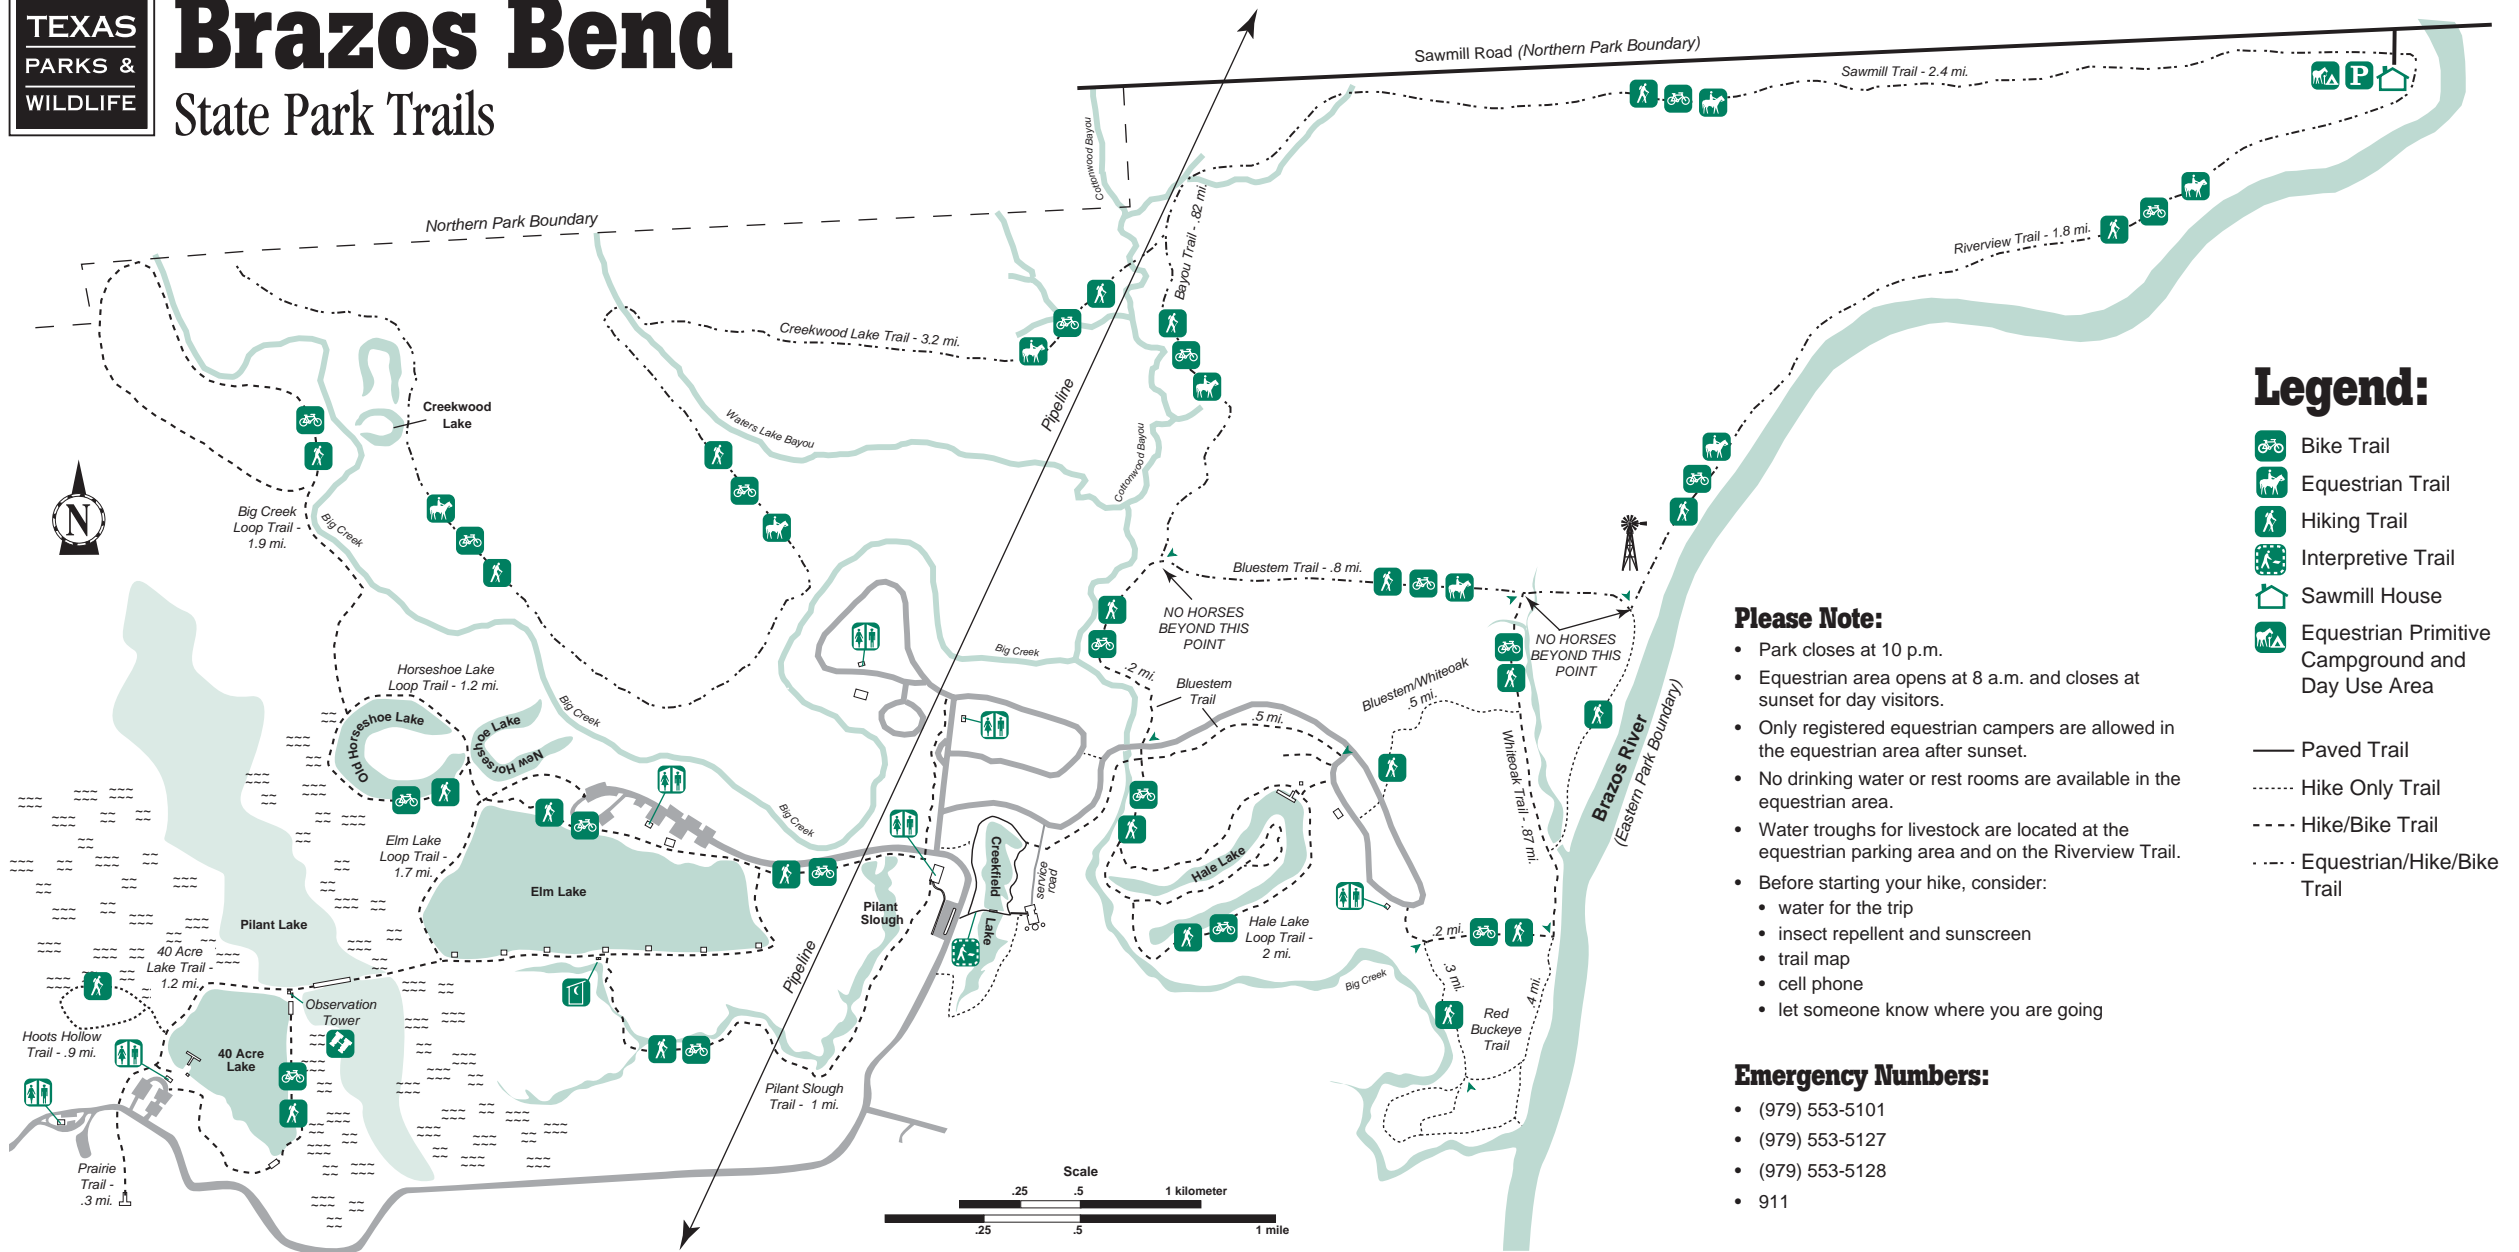 TEXAS
PARKS &
WILDLIFE
Brazos Bend
State Park Trails
Sawmill Road (Northern Park Boundary)
Sawmill Trail - 2.4 mi.
P
Cottonwood Bayou
Bayou Trail - .82 mi.
Northern Park Boundary
Riverview Trail - 1.8 mi.
Creekwood Lake Trail - 3.2 mi.
Pipeline
Creekwood
Lake
Waters Lake Bayou
Cottonwood Bayou
N
Big Creek
Loop Trail -
1.9 mi.
Big Creek
Bluestem Trail - .8 mi.
NO HORSES
BEYOND THIS
POINT
NO HORSES
BEYOND THIS
POINT
Big Creek
.2 mi.
Bluestem
Trail
Bluestem/Whiteoak
.5 mi.
.5 mi.
Horseshoe Lake
Loop Trail - 1.2 mi.
Old Horseshoe Lake
New Horseshoe Lake
Big Creek
Big Creek
Whiteoak Trail - .87 mi.
Brazos River
(Eastern Park Boundary)
Elm Lake
Loop Trail -
1.7 mi.
Elm Lake
Pilant Lake
Pilant
Slough
Creekfield
Lake
service
road
Hale Lake
Hale Lake
Loop Trail -
2 mi.
.2 mi.
.3 mi.
.4 mi.
Big Creek
Red
Buckeye
Trail
40 Acre
Lake Trail -
1.2 mi.
Observation
Tower
Hoots Hollow
Trail - .9 mi.
40 Acre
Lake
Pipeline
Pilant Slough
Trail - 1 mi.
Prairie
Trail -
.3 mi.
Scale
.25
.5
1 kilometer
.25
.5
1 mile
Legend:
Bike Trail
Equestrian Trail
Hiking Trail
Interpretive Trail
Sawmill House
Equestrian Primitive
Campground and
Day Use Area
Paved Trail
Hike Only Trail
Hike/Bike Trail
Equestrian/Hike/Bike
Trail
Please Note:
• Park closes at 10 p.m.
• Equestrian area opens at 8 a.m. and closes at
sunset for day visitors.
• Only registered equestrian campers are allowed in
the equestrian area after sunset.
• No drinking water or rest rooms are available in the
equestrian area.
• Water troughs for livestock are located at the
equestrian parking area and on the Riverview Trail.
• Before starting your hike, consider:
• water for the trip
• insect repellent and sunscreen
• trail map
• cell phone
• let someone know where you are going
Emergency Numbers:
• (979) 553-5101
• (979) 553-5127
• (979) 553-5128
• 911